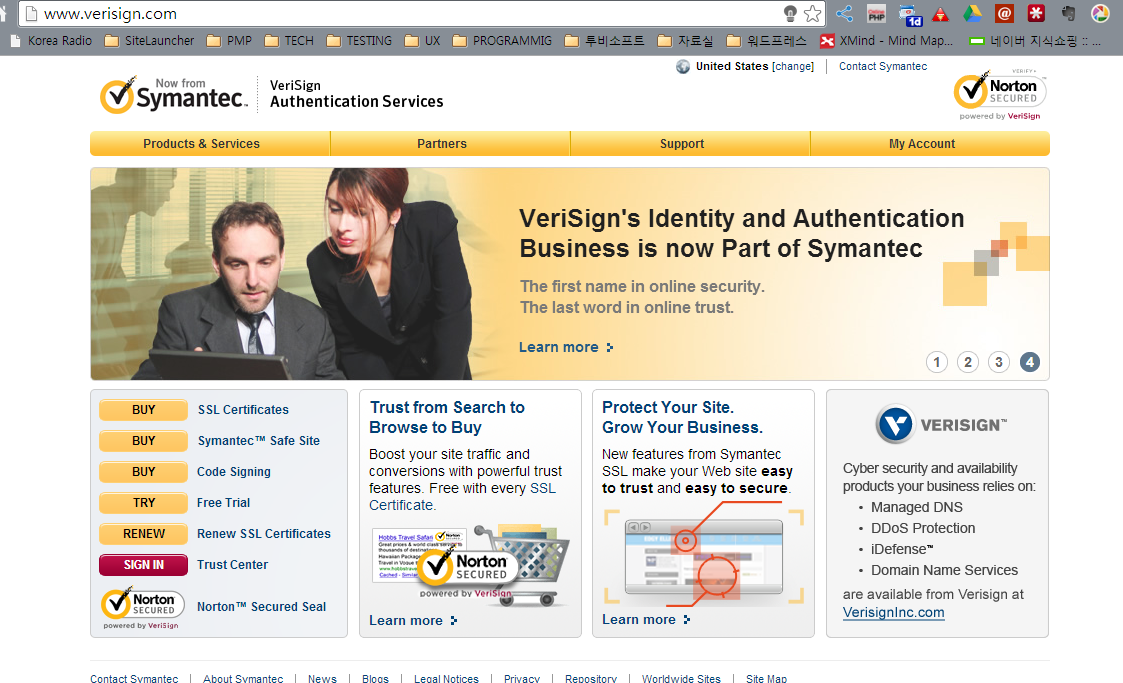 www.verisign.com
PHP
1d
Korea Radio
SiteLauncher
PMP
TECH
TESTING
UX
PROGRAMMIG
투비소프트
자료실
워드프레스
XMind - Mind Map...
네이버 지식쇼핑 :: ...
United States [change]
Contact Symantec
Now from
Symantec.™
VeriSign
Authentication Services
VERIFY
Norton
SECURED
powered by VeriSign
Products & Services
Partners
Support
My Account
VeriSign's Identity and Authentication
Business is now Part of Symantec
The first name in online security.
The last word in online trust.
Learn more
1
2
3
4
BUY SSL Certificates
BUY Symantec™ Safe Site
BUY Code Signing
TRY Free Trial
RENEW Renew SSL Certificates
SIGN IN Trust Center
Norton
SECURED
powered by VeriSign
Norton™ Secured Seal
Trust from Search to
Browse to Buy
Boost your site traffic and
conversions with powerful trust
features. Free with every SSL
Certificate.
Hobbs Travel Safari
Norton
SECURED
powered by VeriSign
Learn more
Protect Your Site.
Grow Your Business.
New features from Symantec
SSL make your Web site easy
to trust and easy to secure.
Learn more
VERISIGN™
Cyber security and availability
products your business relies on:
• Managed DNS
• DDoS Protection
• iDefense™
• Domain Name Services
are available from Verisign at
VerisignInc.com
Contact Symantec | About Symantec | News | Blogs | Legal Notices | Privacy | Repository | Worldwide Sites | Site Map